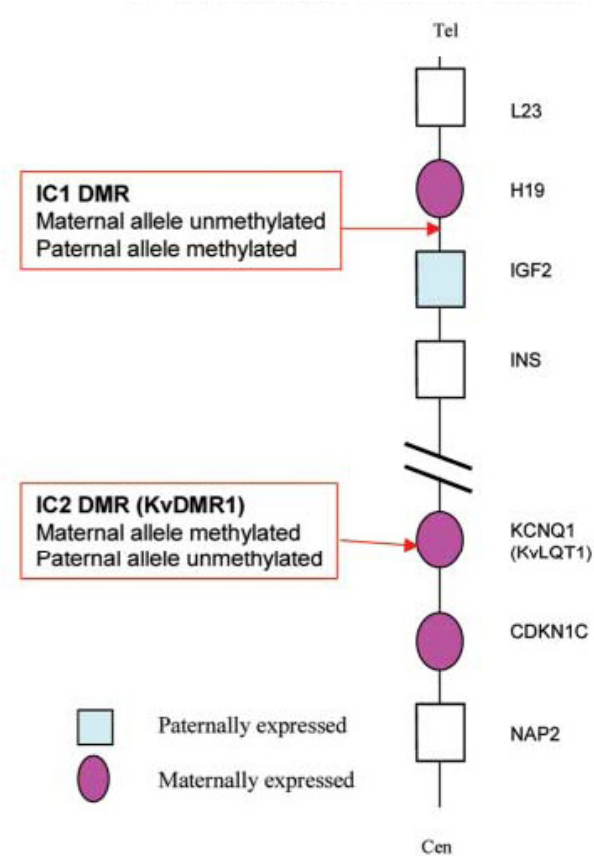 Tel
L23
H19
IC1 DMR
Maternal allele unmethylated
Paternal allele methylated
IGF2
INS
IC2 DMR (KvDMR1)
Maternal allele methylated
Paternal allele unmethylated
KCNQ1
(KvLQT1)
CDKN1C
NAP2
Paternally expressed
Maternally expressed
Cen